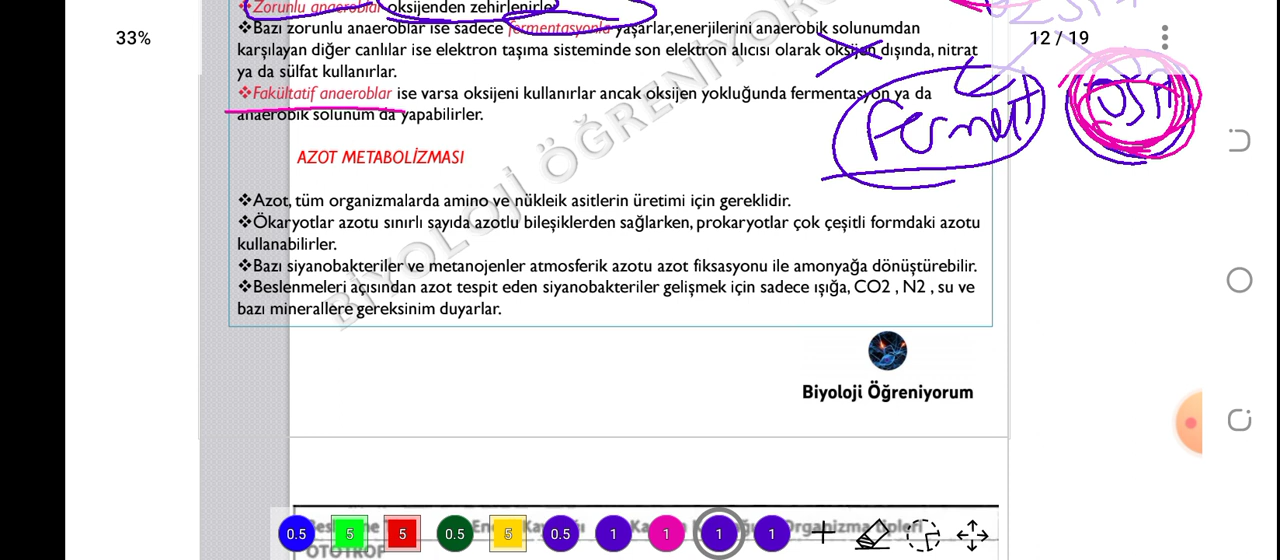 ❖Zorunlu anaeroblar oksijenden zehirlenirler
33%
❖Bazı zorunlu anaeroblar ise sadece fermentasyonla yaşarlar,enerjilerini anaerobik solunumdan
12 / 19
karşılayan diğer canlılar ise elektron taşıma sisteminde son elektron alıcısı olarak oksijen dışında, nitrat
ya da sülfat kullanırlar.
❖Fakültatif anaeroblar ise varsa oksijeni kullanırlar ancak oksijen yokluğunda fermentasyon ya da
anaerobik solunum da yapabilirler.
AZOT METABOLİZMASI
❖Azot, tüm organizmalarda amino ve nükleik asitlerin üretimi için gereklidir.
❖Ökaryotlar azotu sınırlı sayıda azotlu bileşiklerden sağlarken, prokaryotlar çok çeşitli formdaki azotu
kullanabilirler.
❖Bazı siyanobakteriler ve metanojenler atmosferik azotu azot fiksasyonu ile amonyağa dönüştürebilir.
❖Beslenmeleri açısından azot tespit eden siyanobakteriler gelişmek için sadece ışığa, CO2 , N2 , su ve
bazı minerallere gereksinim duyarlar.
BİYOLOJİ ÖĞRENİYORUM
Biyoloji Öğreniyorum
0.5 5 5 0.5 5 0.5 1 1 1 1
OTOTROF